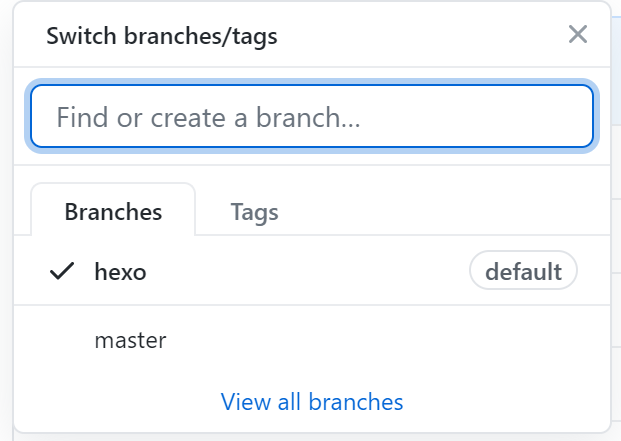 Switch branches/tags
Find or create a branch...
Branches Tags
hexo default
master
View all branches